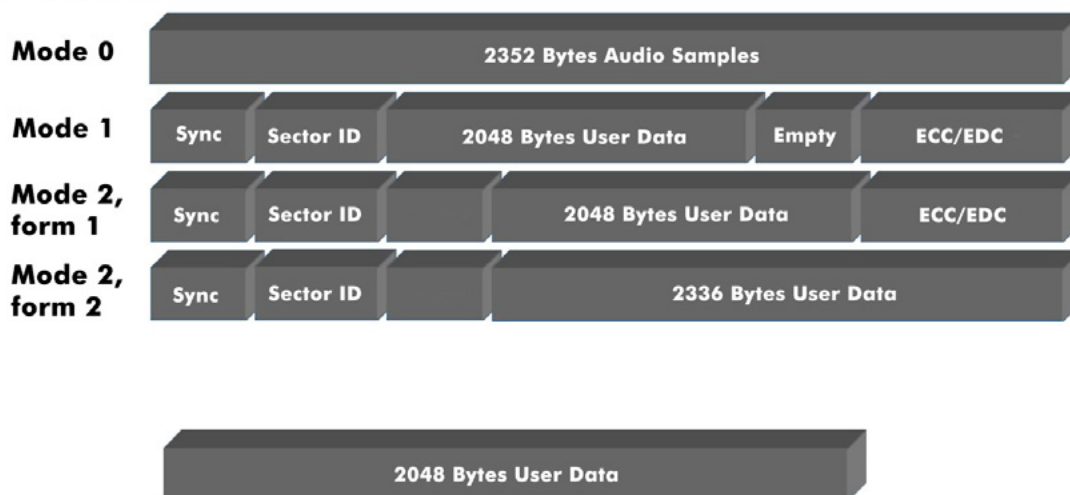 Mode 0
2352 Bytes Audio Samples
Mode 1
Sync
Sector ID
2048 Bytes User Data
Empty
ECC/EDC
Mode 2,
form 1
Sync
Sector ID
2048 Bytes User Data
ECC/EDC
Mode 2,
form 2
Sync
Sector ID
2336 Bytes User Data
2048 Bytes User Data